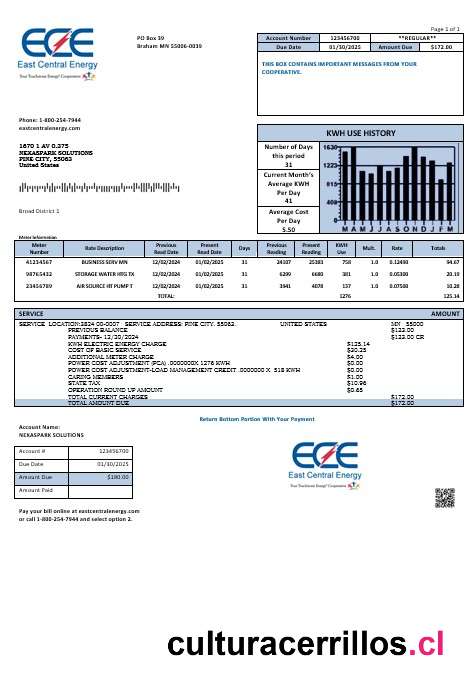 Page 1 of 1
ECE
East Central Energy
Your Touchstone Energy® Cooperative
PO Box 39
Braham MN 55006-0039
Account Number 123456700 **REGULAR**
Due Date 01/30/2025 Amount Due $172.00
THIS BOX CONTAINS IMPORTANT MESSAGES FROM YOUR
COOPERATIVE.
Phone: 1-800-254-7944
eastcentralenergy.com
1670 1 AV 0.375
NEXASPARK SOLUTIONS
PINE CITY, 55063
United States
Broad District 1
KWH USE HISTORY
Number of Days
this period
31
Current Month's
Average KWH
Per Day
41
Average Cost
Per Day
5.50
1630
1223
815
408
0
M A M J J A S O N D J F M
Meter Information
Meter Number Rate Description Previous Read Date Present Read Date Days Previous Reading Present Reading KWH Use Mult. Rate Totals
41234567 BUSINESS SERV MN 12/02/2024 01/02/2025 31 24387 25383 758 1.0 0.12490 94.67
98765432 STORAGE WATER HTG TX 12/02/2024 01/02/2025 31 6299 6680 381 1.0 0.05300 20.19
23456789 AIR SOURCE HT PUMP T 12/02/2024 01/02/2025 31 3941 4078 137 1.0 0.07500 10.28
TOTAL: 1276 125.14
SERVICE AMOUNT
SERVICE LOCATION:3824 00-0007 SERVICE ADDRESS: PINE CITY, 55063. UNITED STATES MN 55000
PREVIOUS BALANCE $122.00
PAYMENTS- 12/20/2024 $122.00 CR
KWH ELECTRIC ENERGY CHARGE $125.14
COST OF BASIC SERVICE $30.25
ADDITIONAL METER CHARGE $4.00
POWER COST ADJUSTMENT (PCA) .0000000X 1276 KWH $0.00
POWER COST ADJUSTMENT-LOAD MANAGEMENT CREDIT .0000000 X 518 KWH $0.00
CARING MEMBERS $1.00
STATE TAX $10.96
OPERATION ROUND UP AMOUNT $0.65
TOTAL CURRENT CHARGES $172.00
TOTAL AMOUNT DUE $172.00
Return Bottom Portion With Your Payment
Account Name:
NEXASPARK SOLUTIONS
Account # 123456700
Due Date 01/30/2025
Amount Due $180.00
Amount Paid
ECE
East Central Energy
Your Touchstone Energy® Cooperative
Pay your bill online at eastcentralenergy.com
or call 1-800-254-7944 and select option 2.
culturacerrillos.cl